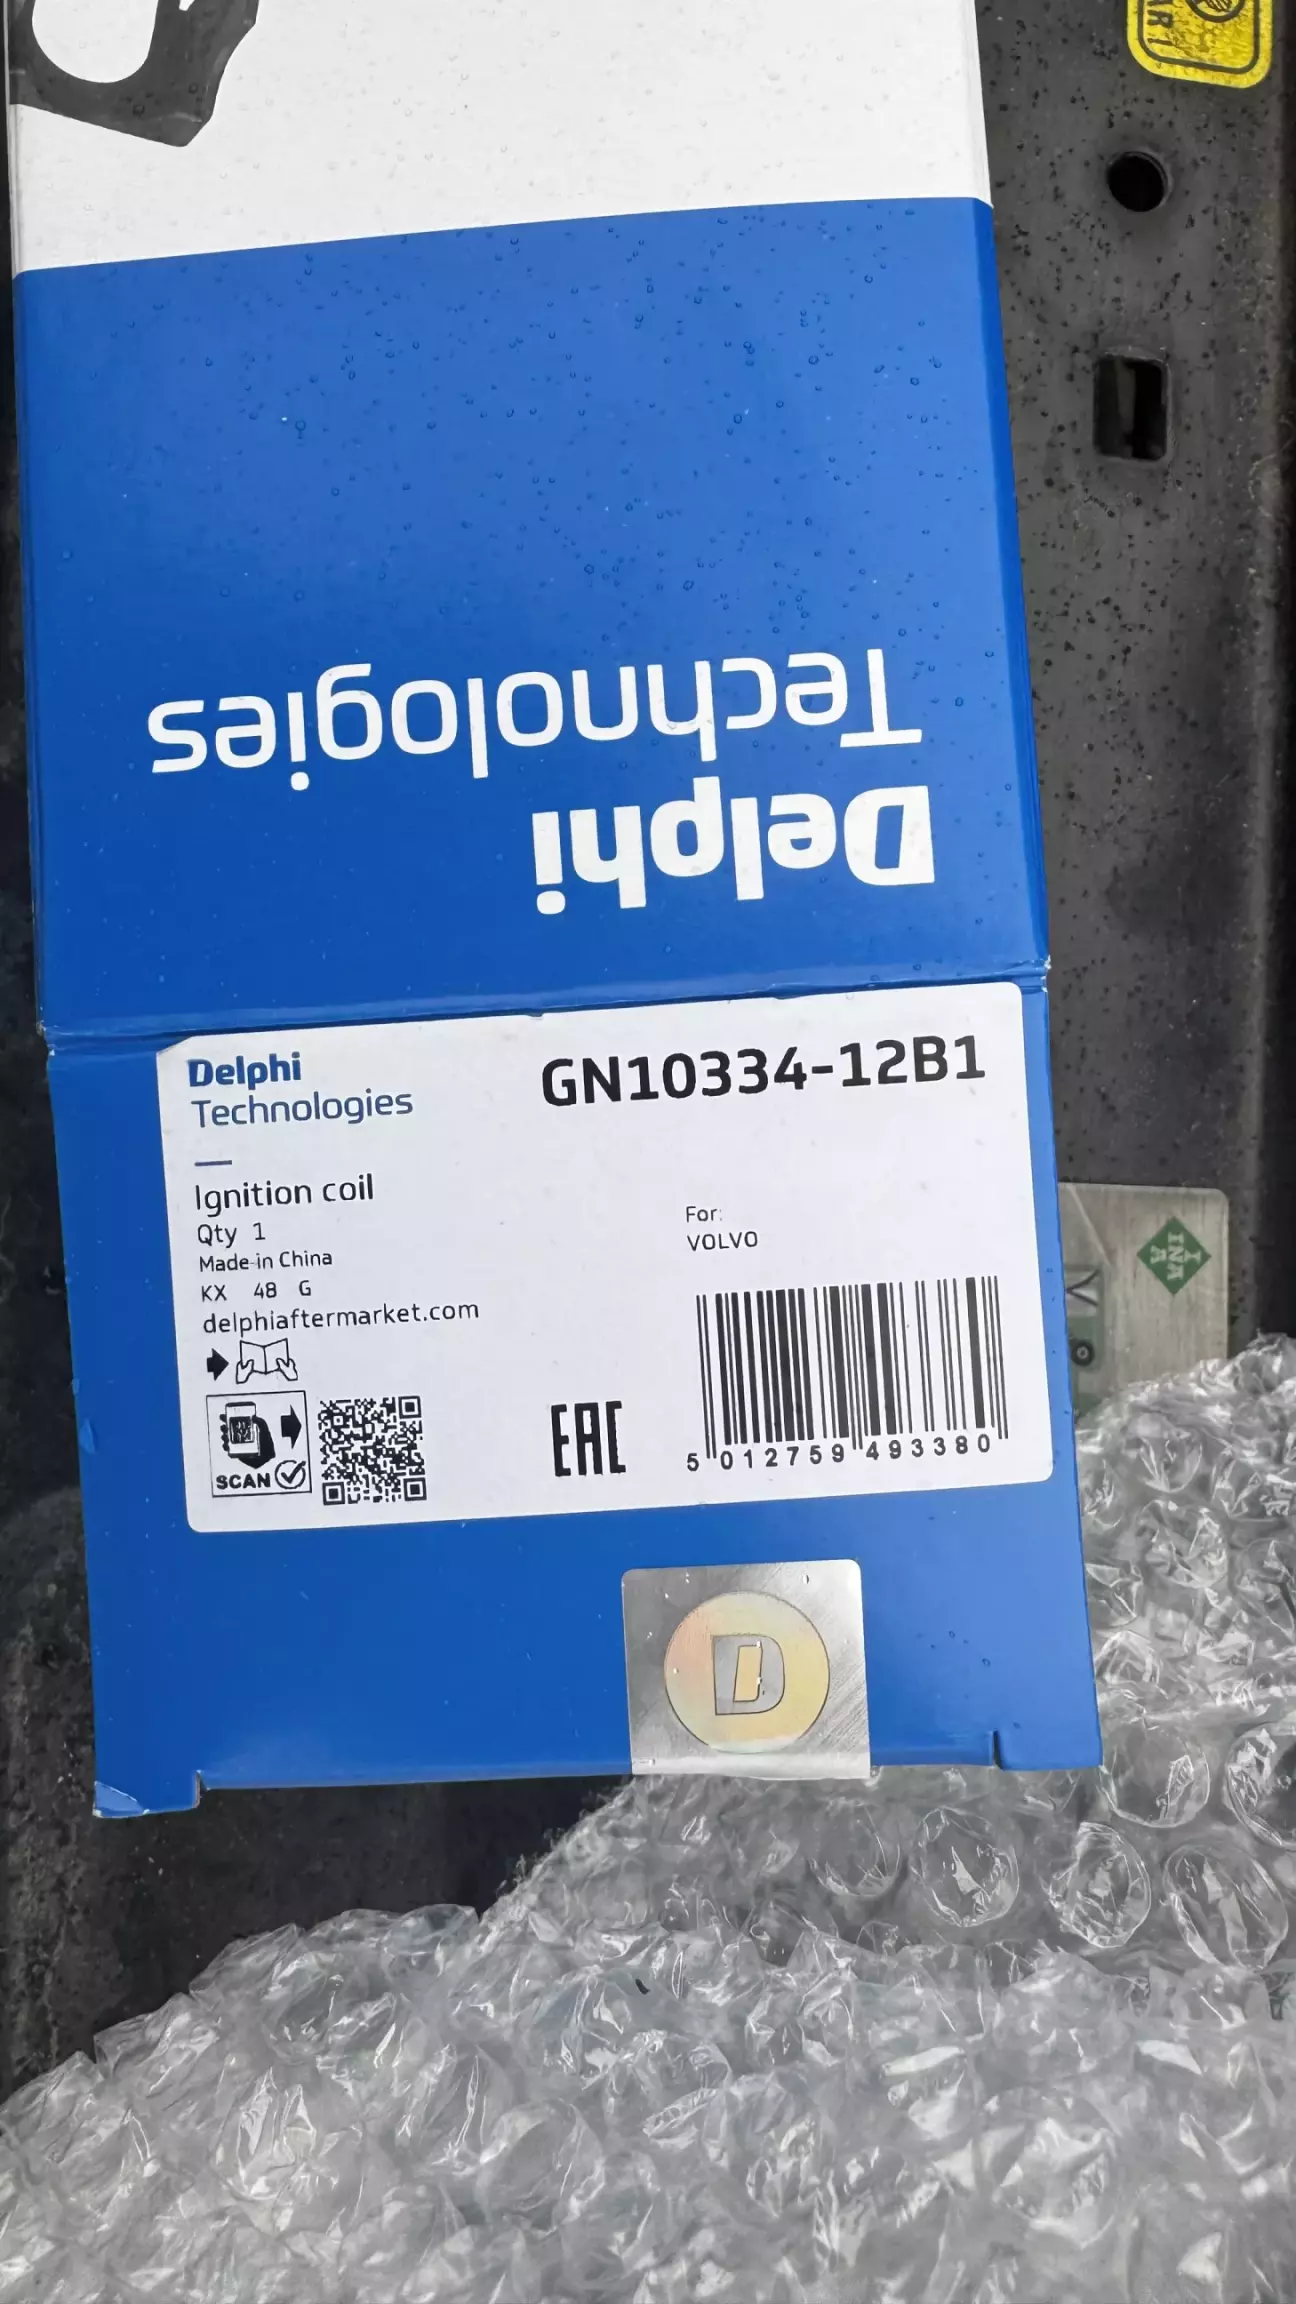 Technologies
Delphi
Delphi
Technologies
GN10334-12B1
Ignition coil
Qty 1
Made in China
KX 48 G
delphiaftermarket.com
For:
VOLVO
SCAN
EAC
5 012759 493380
D
INA